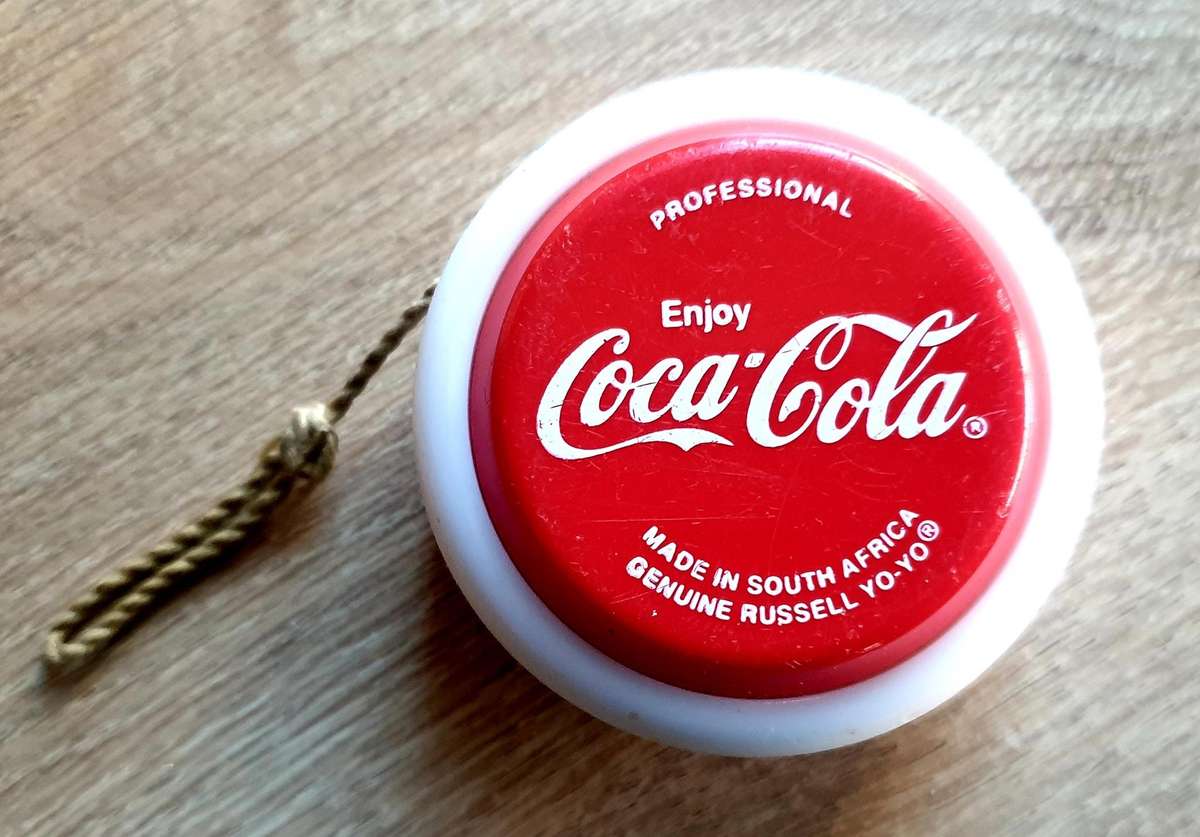 PROFESSIONAL
Enjoy
Coca-Cola®
MADE IN SOUTH AFRICA
GENUINE RUSSELL YO-YO®